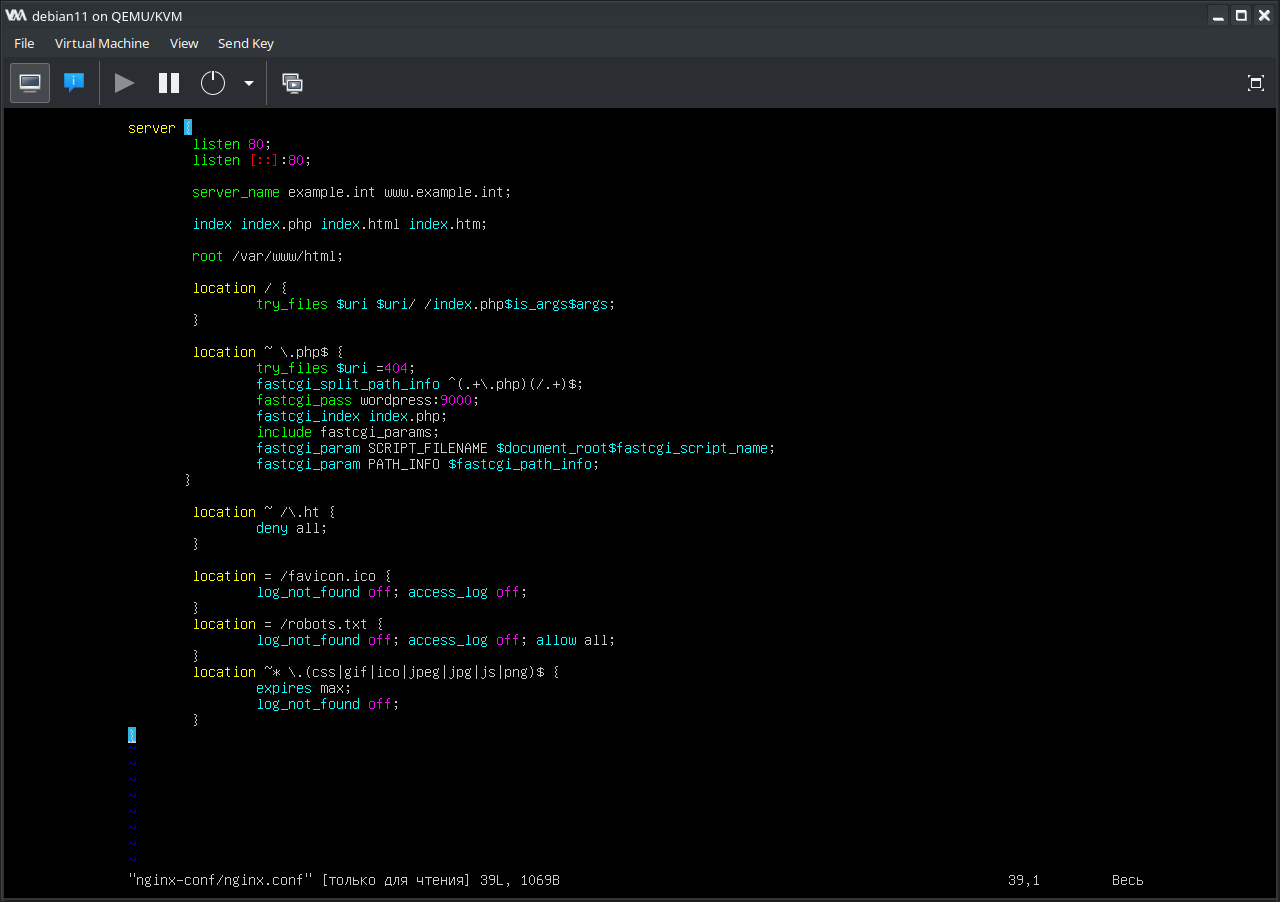 debian11 on QEMU/KVM
File Virtual Machine View Send Key
server {
listen 80;
listen [::]:80;
server_name example.int www.example.int;
index index.php index.html index.htm;
root /var/www/html;
location / {
try_files $uri $uri/ /index.php$is_args$args;
}
location ~ \.php$ {
try_files $uri =404;
fastcgi_split_path_info ^(.+\.php)(/.+)$;
fastcgi_pass wordpress:9000;
fastcgi_index index.php;
include fastcgi_params;
fastcgi_param SCRIPT_FILENAME $document_root$fastcgi_script_name;
fastcgi_param PATH_INFO $fastcgi_path_info;
}
location ~ /\.ht {
deny all;
}
location = /favicon.ico {
log_not_found off; access_log off;
}
location = /robots.txt {
log_not_found off; access_log off; allow all;
}
location ~* \.(css|gif|ico|jpeg|jpg|js|png)$ {
expires max;
log_not_found off;
}
}
~
~
~
~
~
~
~
~
"nginx-conf/nginx.conf" [только для чтения] 39L, 1069B 39,1 Весь